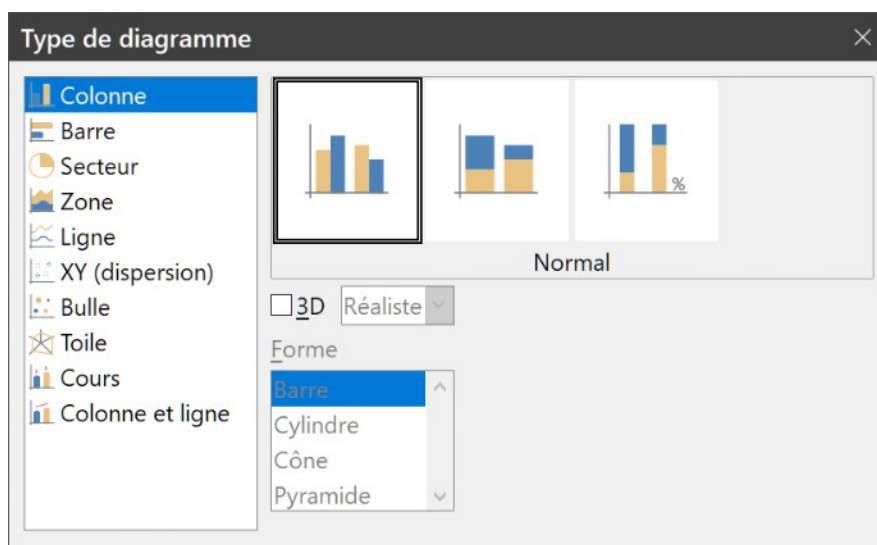 Type de diagramme
Colonne
Barre
Secteur
Zone
Ligne
XY (dispersion)
Bulle
Toile
Cours
Colonne et ligne
%
Normal
3D Réaliste
Forme
Barre
Cylindre
Cône
Pyramide